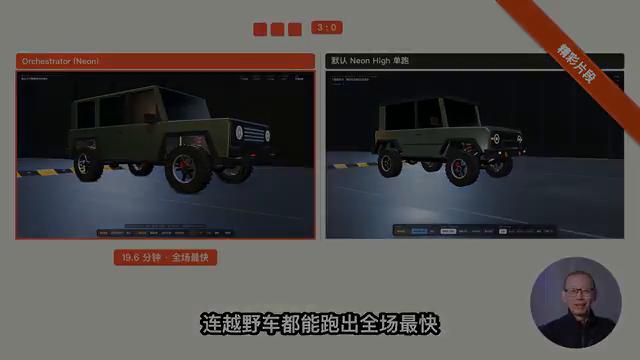 3 : 0
精彩片段
Orchestrator (Neon)
默认 Neon High 单跑
19.6 分钟 · 全场最快
连越野车都能跑出全场最快